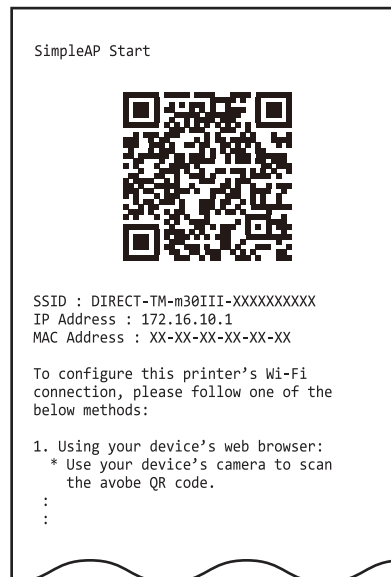 SimpleAP Start
SSID : DIRECT-TM-m30III-XXXXXXXXXX
IP Address : 172.16.10.1
MAC Address : XX-XX-XX-XX-XX-XX
To configure this printer's Wi-Fi
connection, please follow one of the
below methods:
1. Using your device's web browser:
* Use your device's camera to scan
the avobe QR code.
:
: